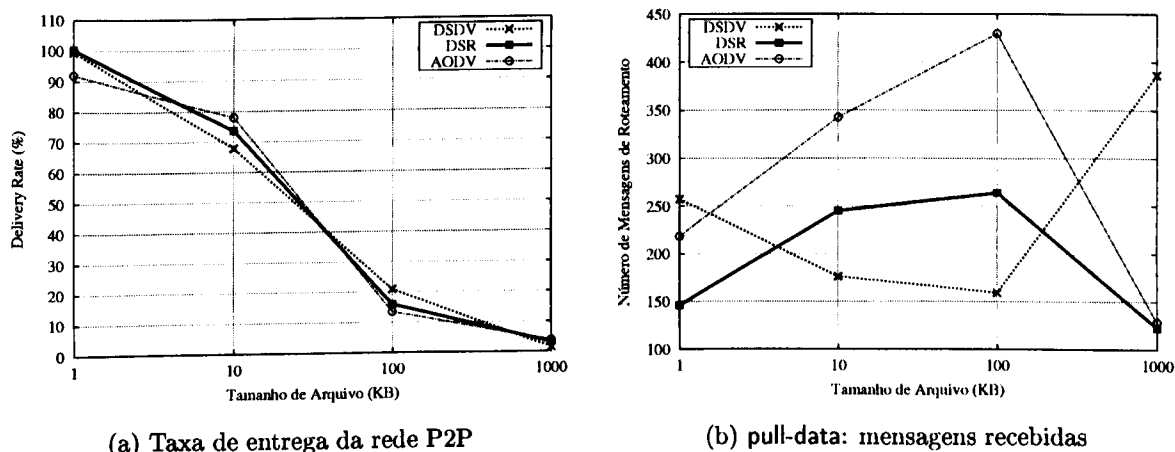 DSDV
DSR
AODV
100
90
80
70
60
50
40
30
20
10
0
Delivery Rate (%)
1
10
100
1000
Tamanho de Arquivo (KB)
(a) Taxa de entrega da rede P2P
DSDV
DSR
AODV
450
400
350
300
250
200
150
100
Número de Mensagens de Roteamento
1
10
100
1000
Tamanho de Arquivo (KB)
(b) pull-data: mensagens recebidas